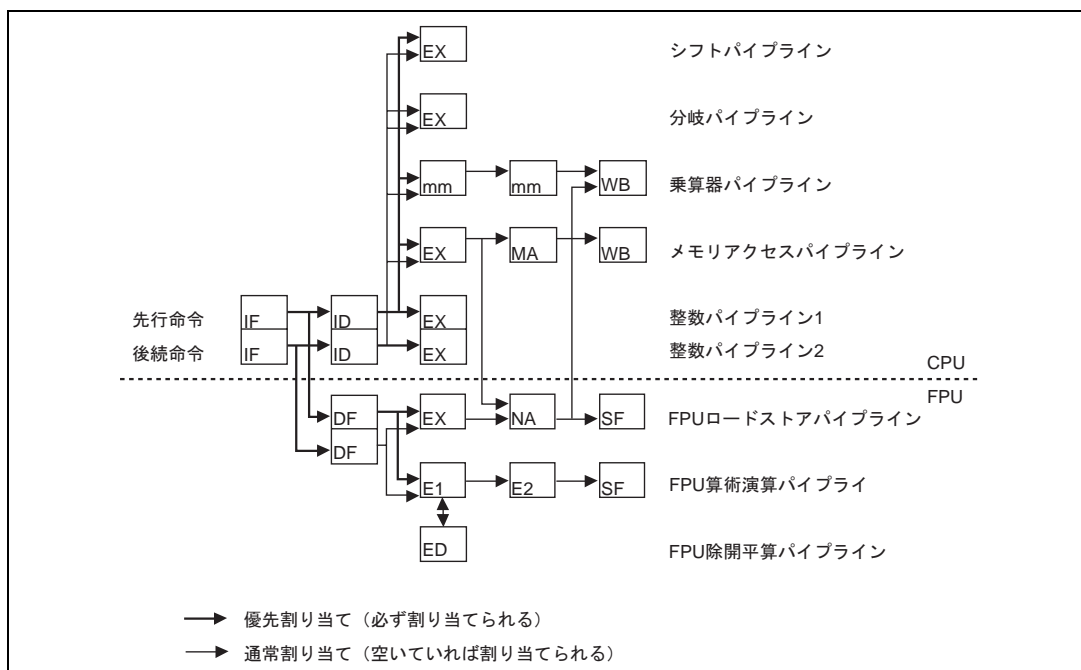 EX シフトパイプライン
EX 分岐パイプライン
mm mm WB 乗算器パイプライン
EX MA WB メモリアクセスパイプライン
先行命令 IF ID EX 整数パイプライン1
後続命令 IF ID EX 整数パイプライン2
CPU
FPU
DF EX NA SF FPUロードストアパイプライン
DF
E1 E2 SF FPU算術演算パイプライ
ED FPU除開平算パイプライン
優先割り当て（必ず割り当てられる）
通常割り当て（空いていれば割り当てられる）